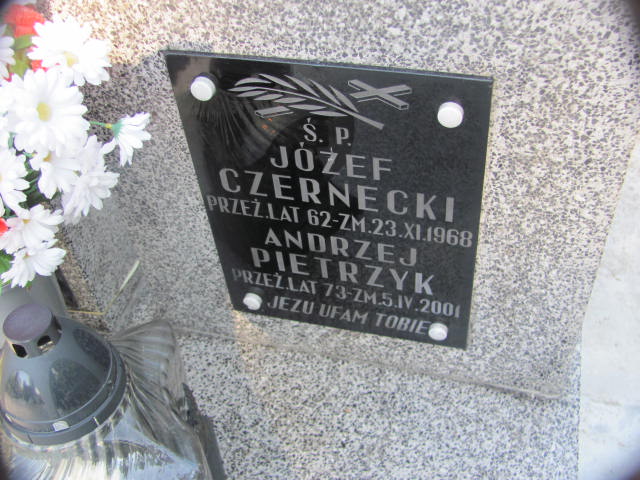 Ś. P.
JÓZEF
CZERNECKI
PRZEŻ.LAT 62-ZM.23.XI.1968
ANDRZEJ
PIETRZYK
PRZEŻ.LAT 73-ZM.5.IV.2001
JEZU UFAM TOBIE